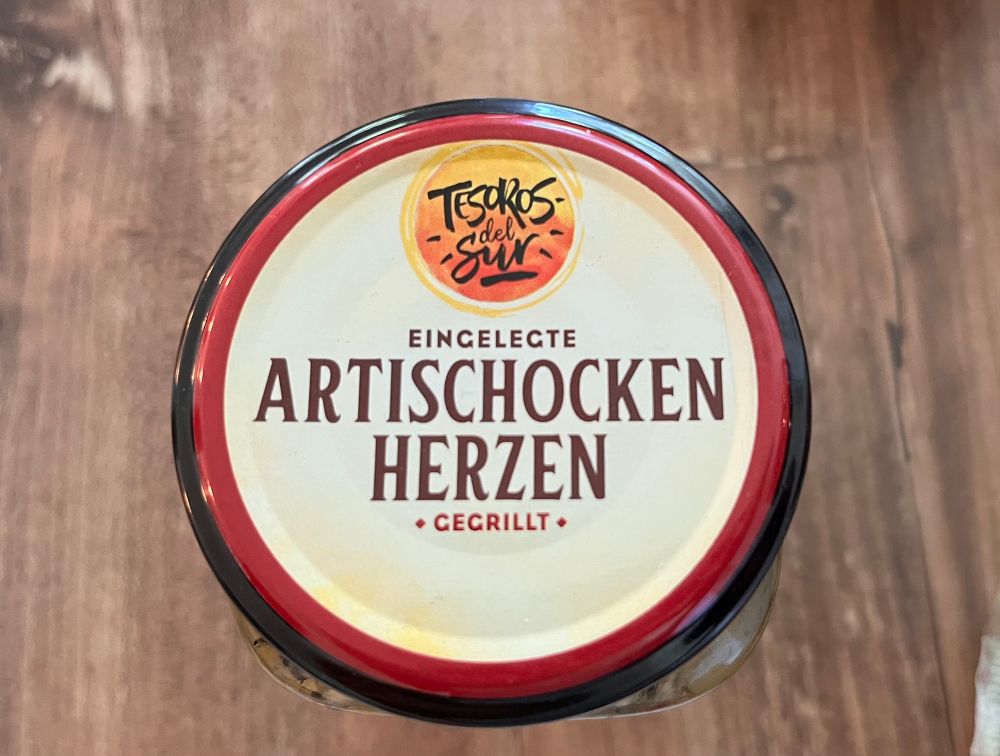 TESOROS
del
Sur
EINGELEGTE
ARTISCHOCKEN
HERZEN
GEGRILLT